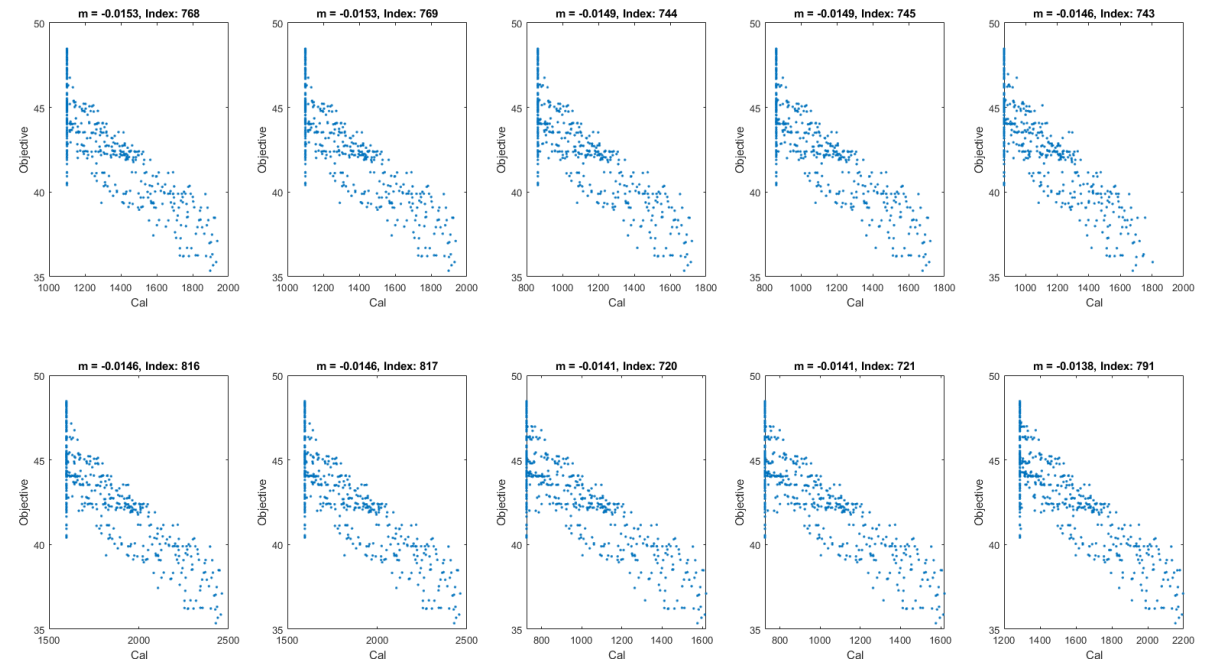 m = -0.0153, Index: 768
50
45
40
35
Objective
1000 1200 1400 1600 1800 2000
Cal
m = -0.0153, Index: 769
50
45
40
35
Objective
1000 1200 1400 1600 1800 2000
Cal
m = -0.0149, Index: 744
50
45
40
35
Objective
800 1000 1200 1400 1600 1800
Cal
m = -0.0149, Index: 745
50
45
40
35
Objective
800 1000 1200 1400 1600 1800
Cal
m = -0.0146, Index: 743
50
45
40
35
Objective
1000 1200 1400 1600 1800 2000
Cal
m = -0.0146, Index: 816
50
45
40
35
Objective
1500 2000 2500
Cal
m = -0.0146, Index: 817
50
45
40
35
Objective
1500 2000 2500
Cal
m = -0.0141, Index: 720
50
45
40
35
Objective
800 1000 1200 1400 1600
Cal
m = -0.0141, Index: 721
50
45
40
35
Objective
800 1000 1200 1400 1600
Cal
m = -0.0138, Index: 791
50
45
40
35
Objective
1200 1400 1600 1800 2000 2200
Cal